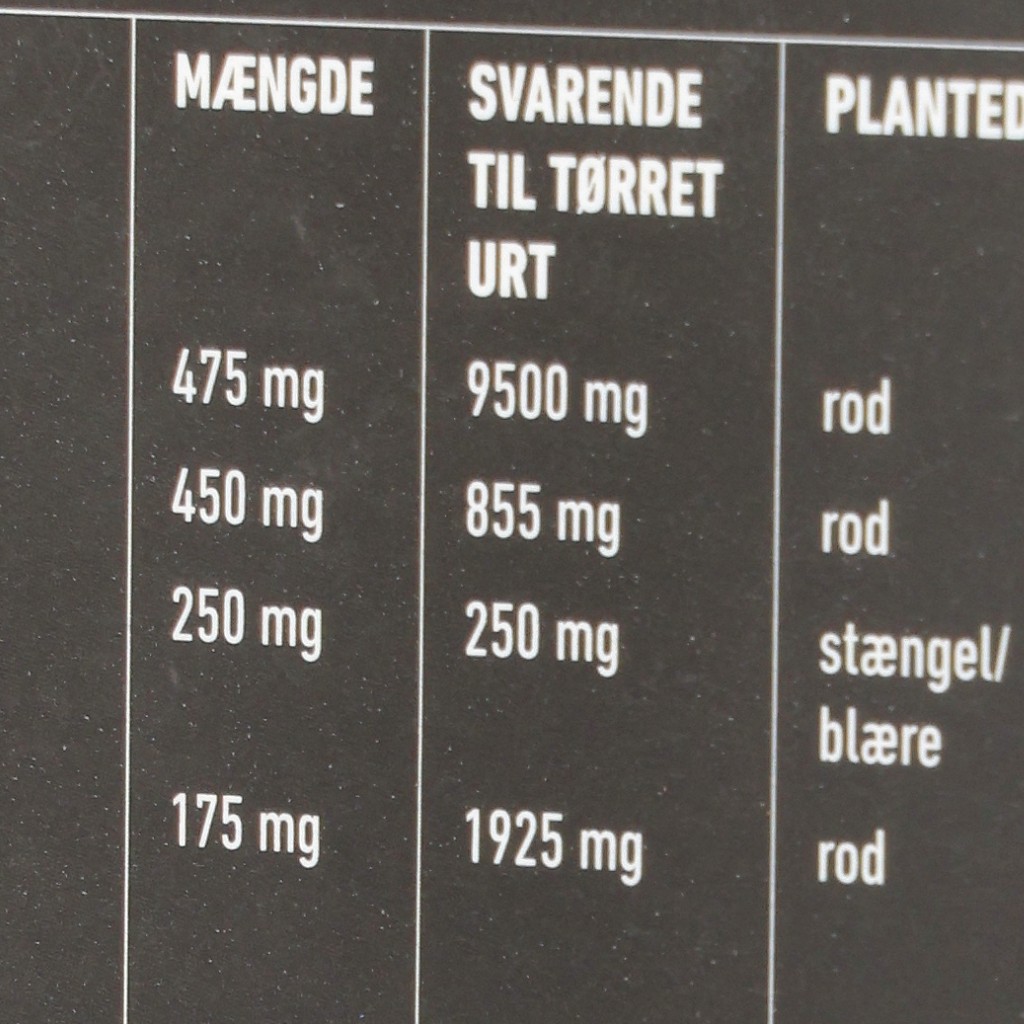 MÆNGDE SVARENDE PLANTED
TIL TØRRET
URT
475 mg 9500 mg rod
450 mg 855 mg rod
250 mg 250 mg stængel/
blære
175 mg 1925 mg rod